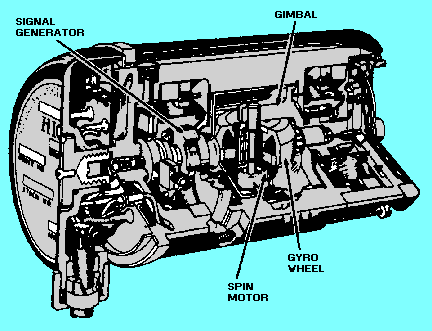 SIGNAL
GENERATOR
GIMBAL
GYRO
WHEEL
SPIN
MOTOR